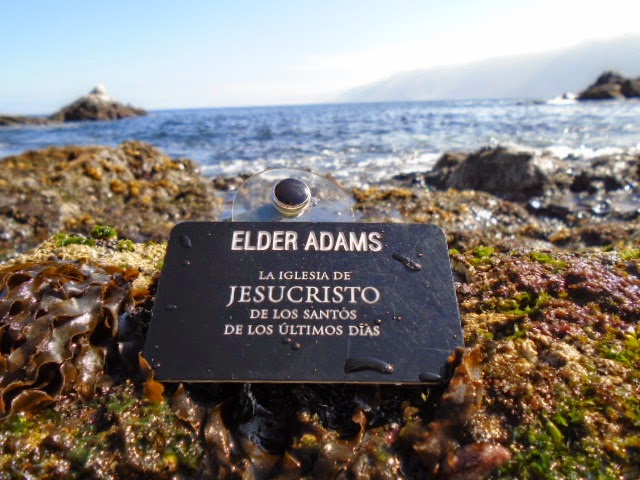 ELDER ADAMS
LA IGLESIA DE
JESUCRISTO
DE LOS SANTOS
DE LOS ÚLTIMOS DÍAS